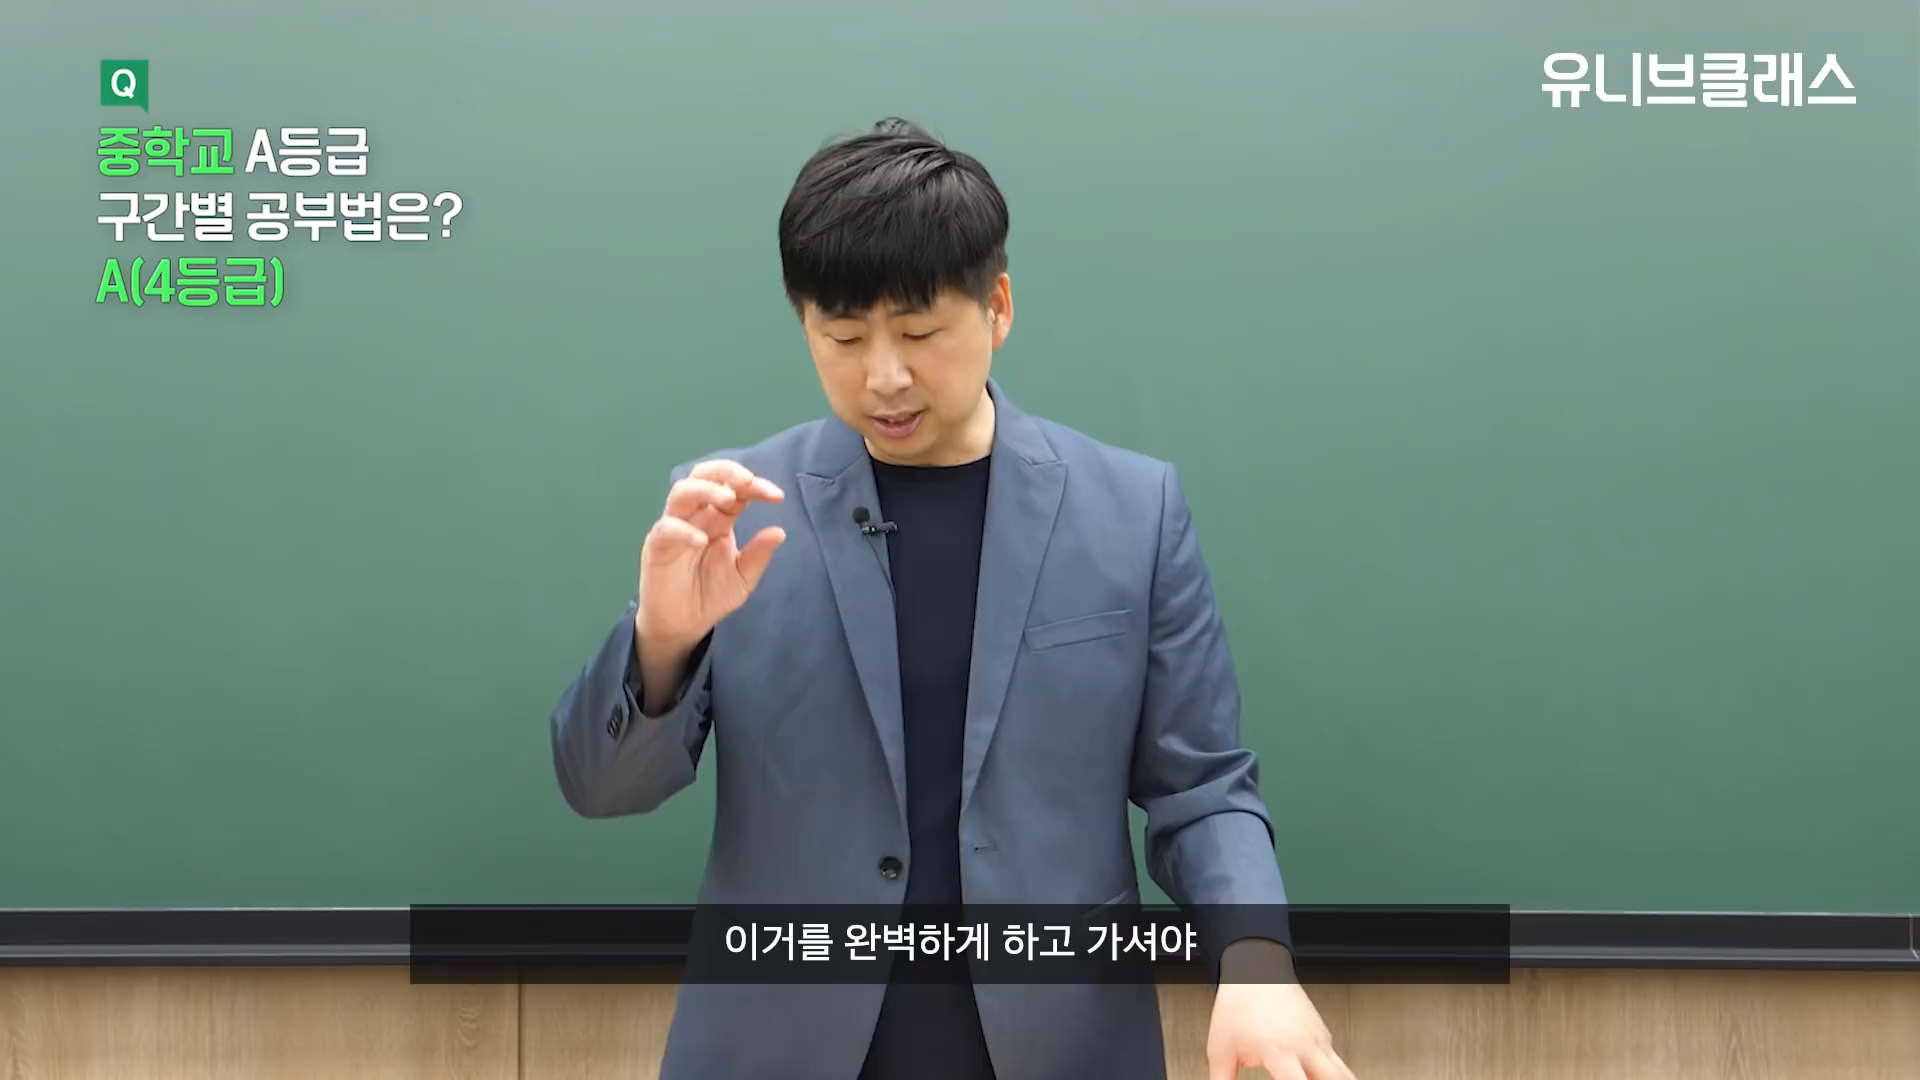 Q
유니브클래스
중학교 A등급
구간별 공부법은?
A(4등급)
이거를 완벽하게 하고 가셔야